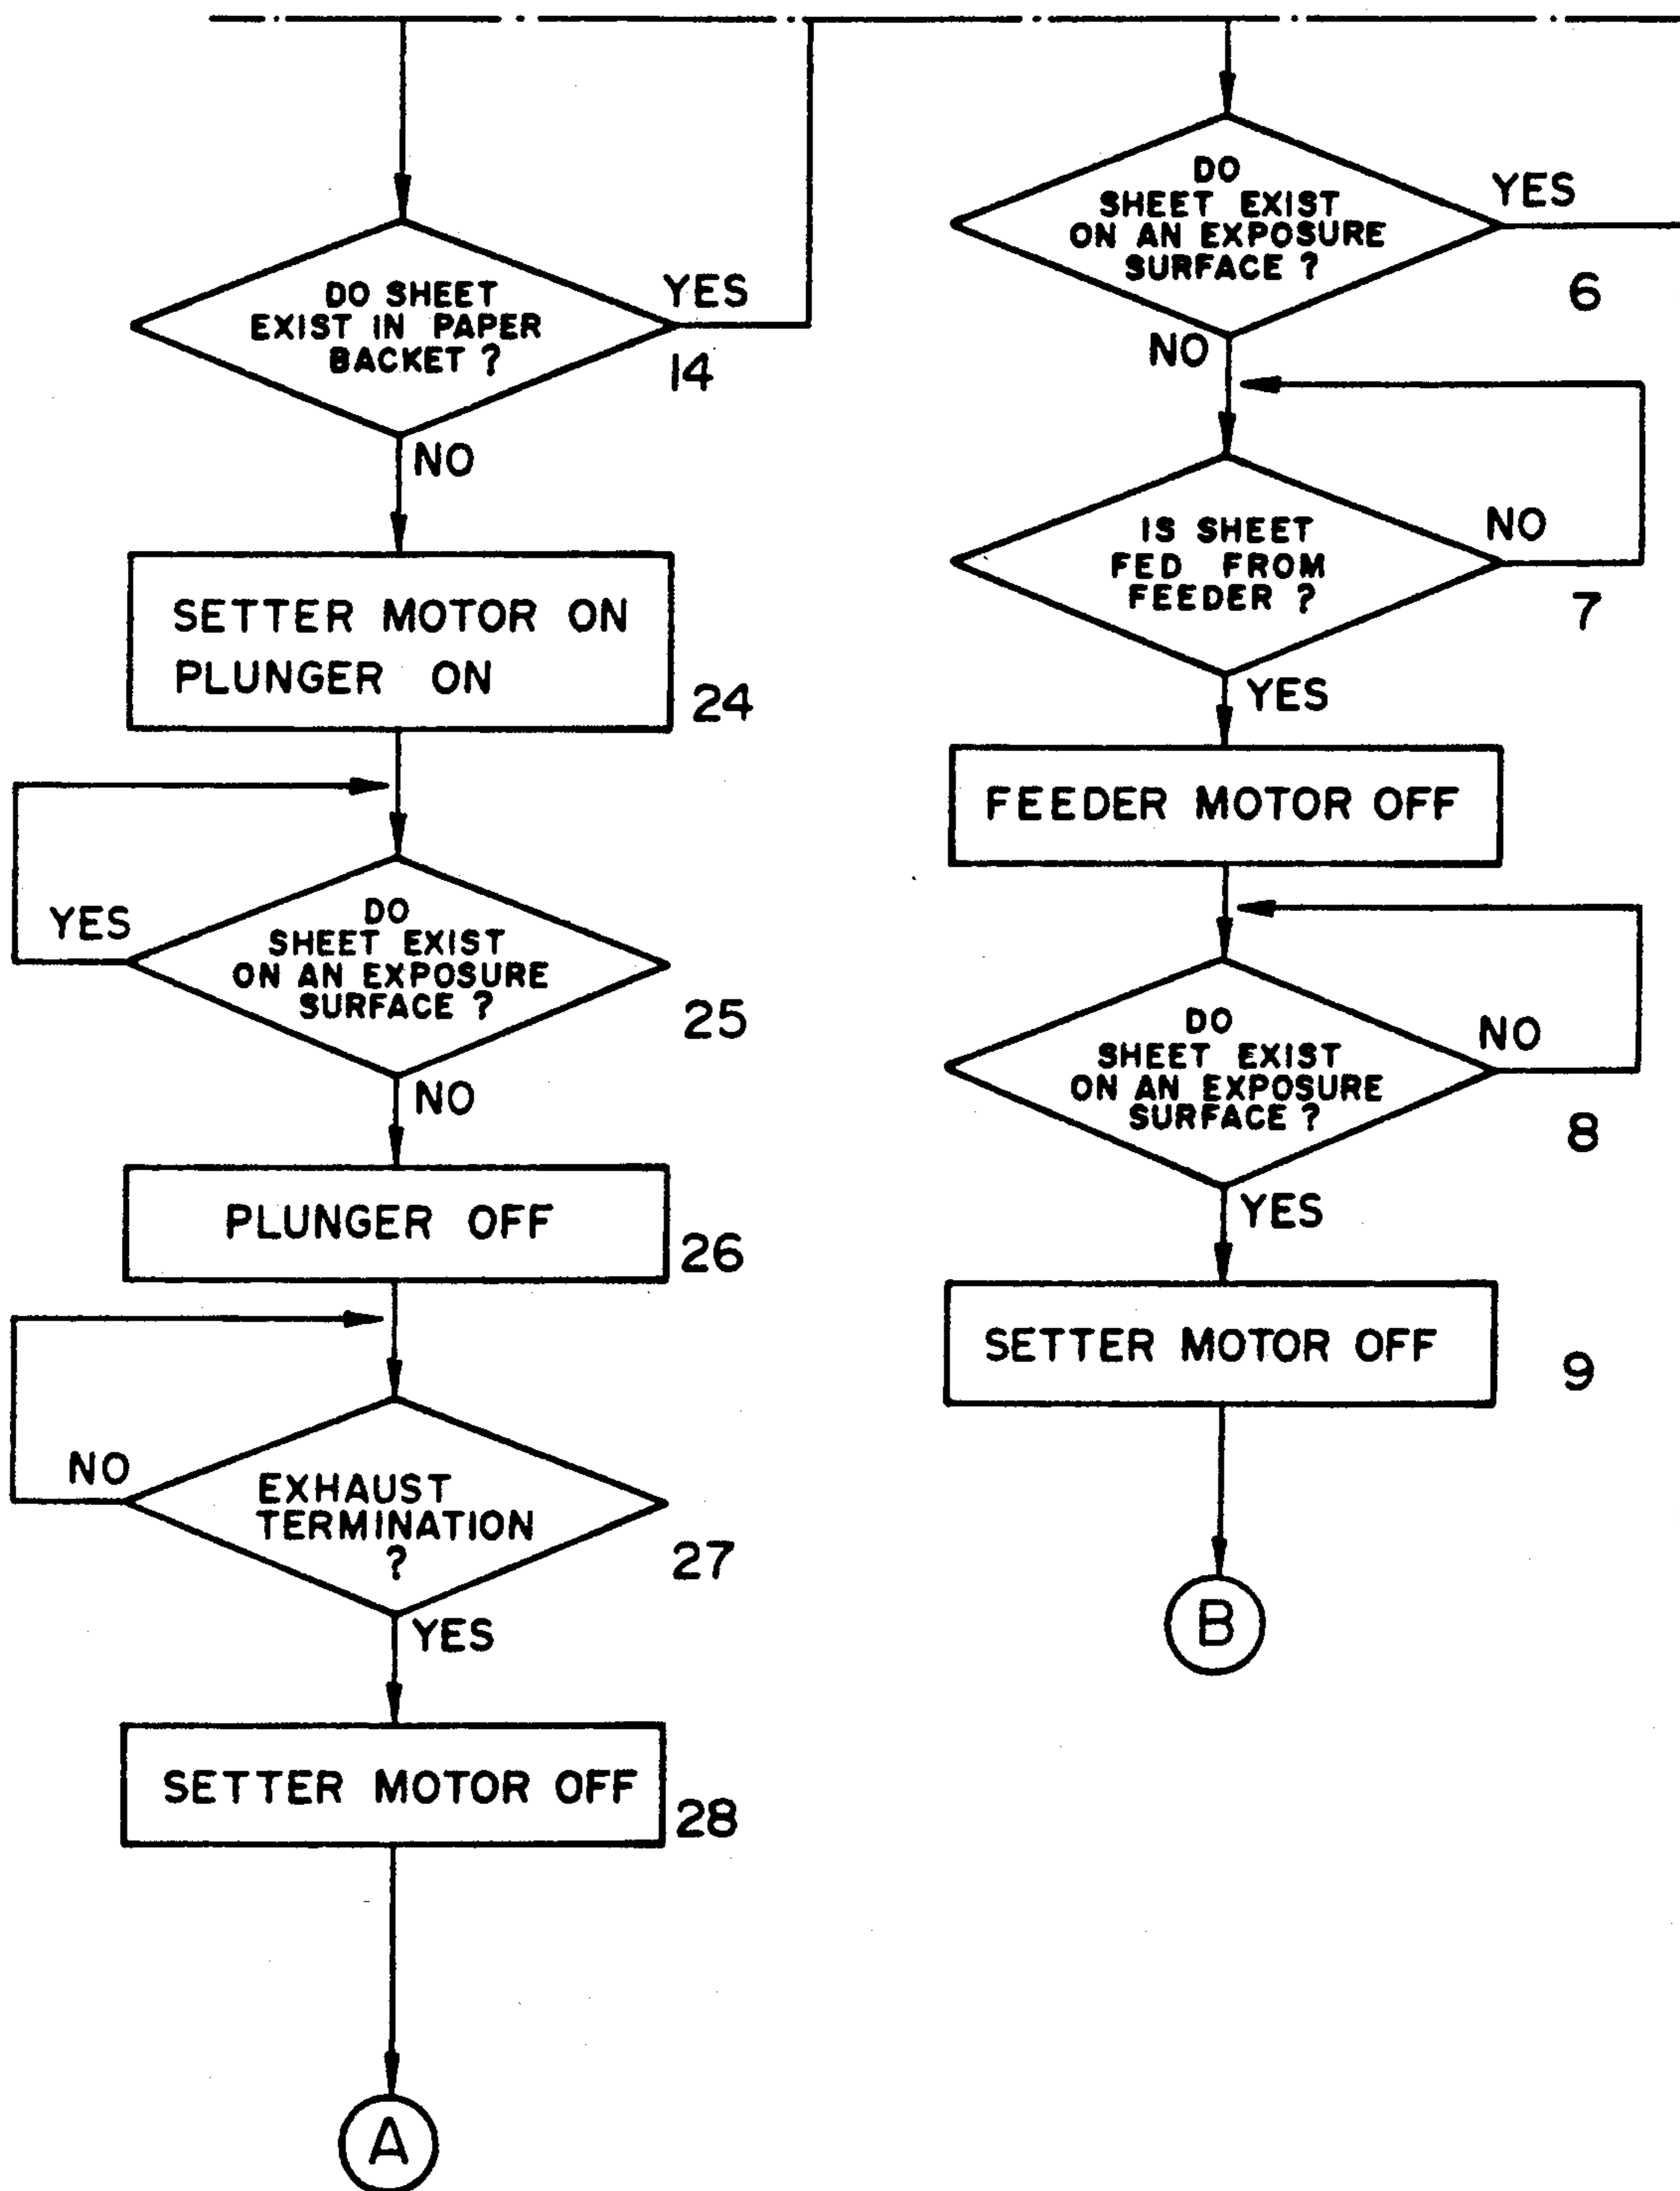 DO SHEET
EXIST IN PAPER
BACKET ?
YES
14
NO
SETTER MOTOR ON
PLUNGER ON
24
DO
SHEET EXIST
ON AN EXPOSURE
SURFACE ?
YES
25
NO
PLUNGER OFF
26
EXHAUST
TERMINATION
?
NO
27
YES
SETTER MOTOR OFF
28
A
DO
SHEET EXIST
ON AN EXPOSURE
SURFACE ?
YES
6
NO
IS SHEET
FED FROM
FEEDER ?
NO
7
YES
FEEDER MOTOR OFF
DO
SHEET EXIST
ON AN EXPOSURE
SURFACE ?
NO
8
YES
SETTER MOTOR OFF
9
B